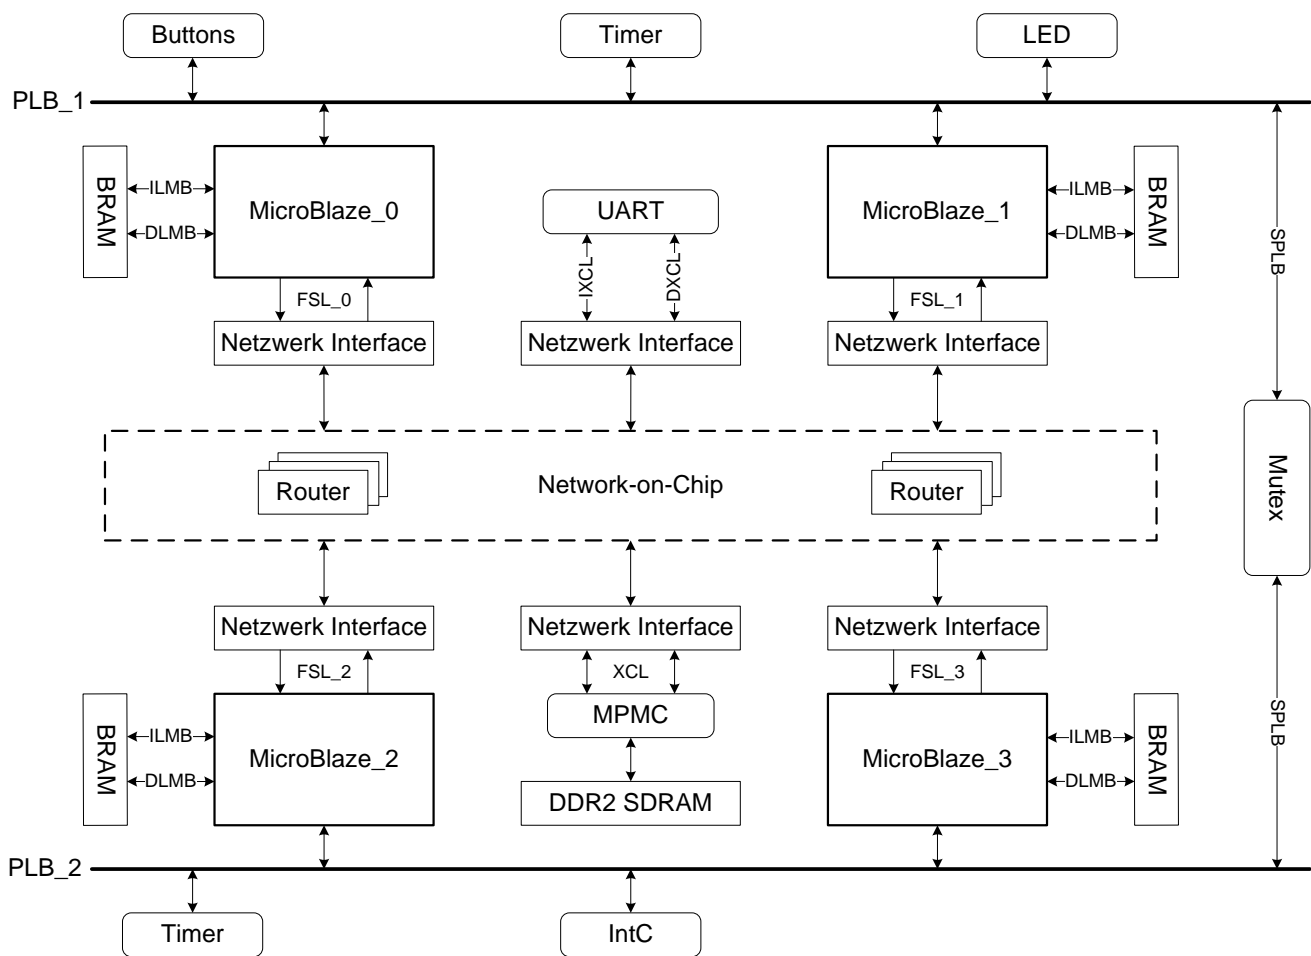 Buttons
Timer
LED
PLB_1
BRAM
ILMB
DLMB
MicroBlaze_0
UART
MicroBlaze_1
ILMB
DLMB
BRAM
SPLB
FSL_0
IXCL
DXCL
FSL_1
Netzwerk Interface
Netzwerk Interface
Netzwerk Interface
Router
Network-on-Chip
Router
Mutex
Netzwerk Interface
Netzwerk Interface
Netzwerk Interface
FSL_2
XCL
FSL_3
BRAM
ILMB
DLMB
MicroBlaze_2
MPMC
DDR2 SDRAM
MicroBlaze_3
ILMB
DLMB
BRAM
SPLB
PLB_2
Timer
IntC